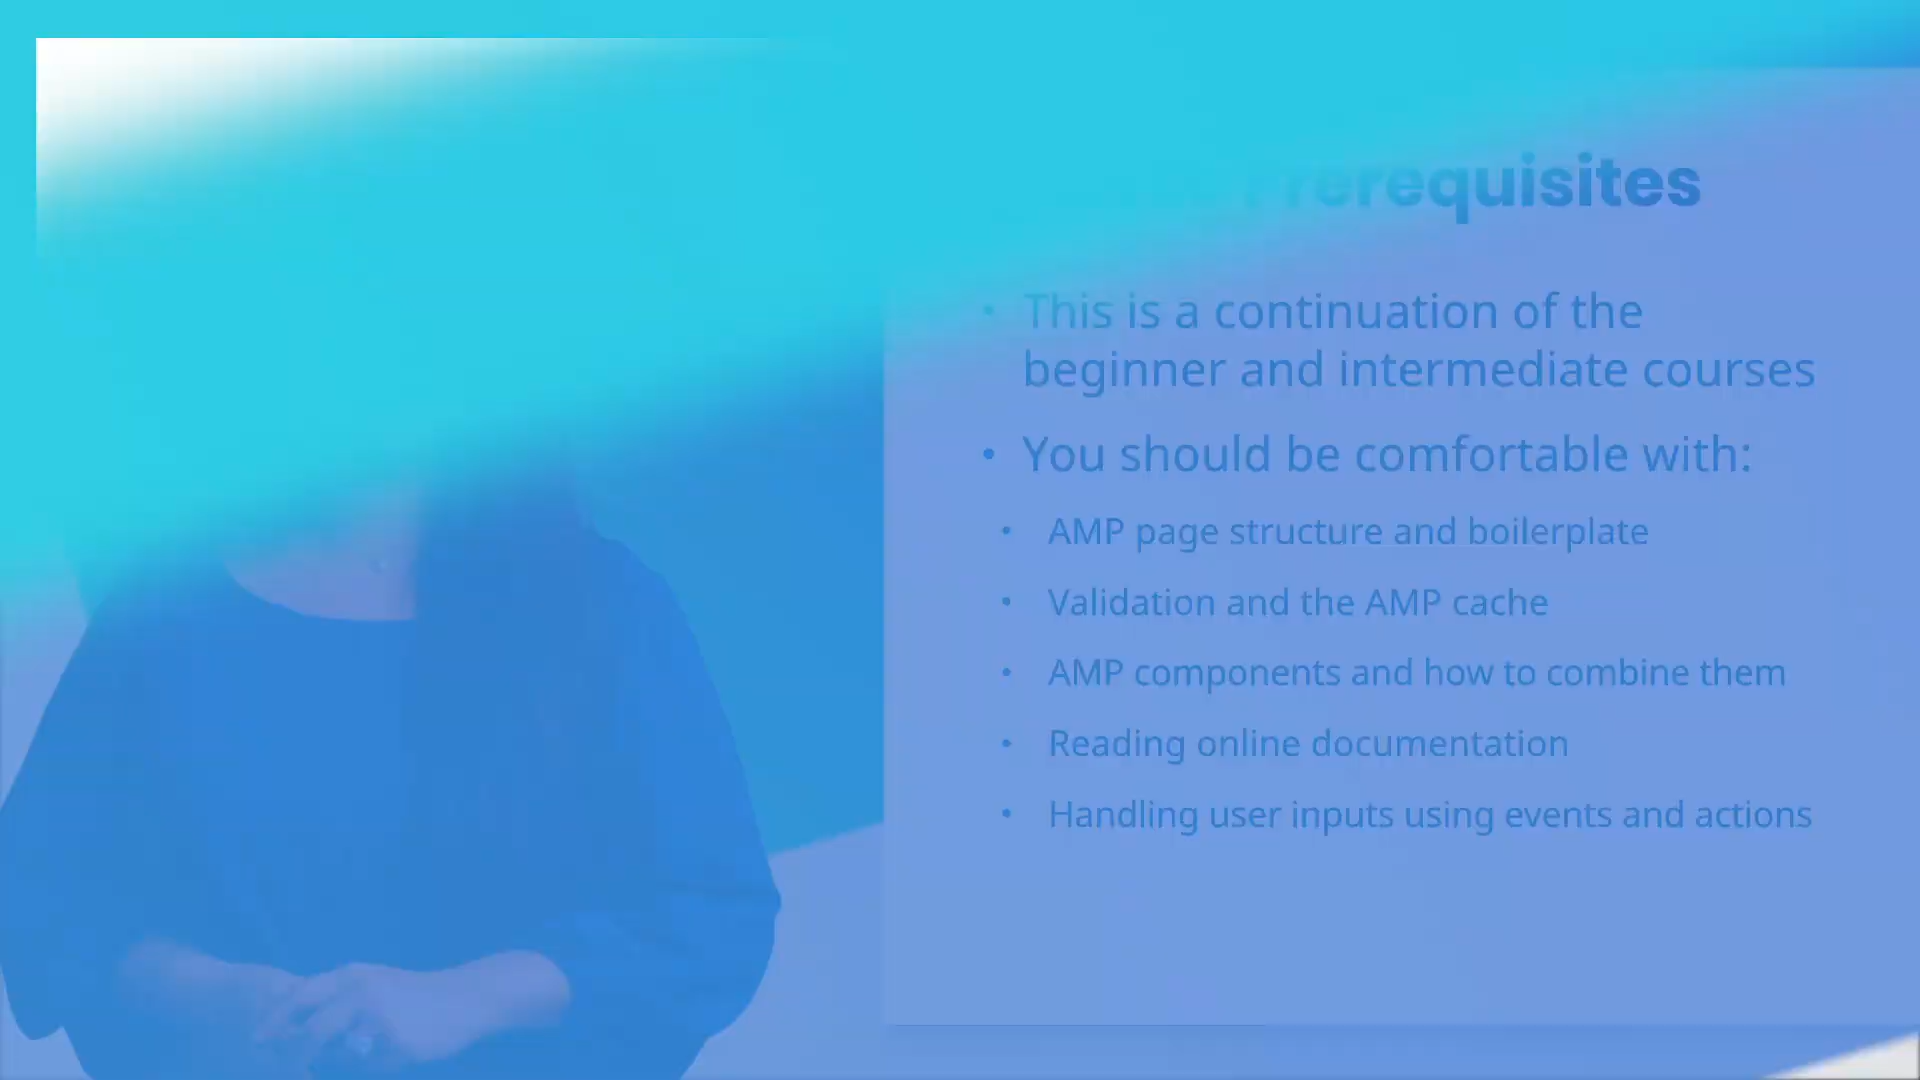 Prerequisites
• This is a continuation of the
beginner and intermediate courses
• You should be comfortable with:
• AMP page structure and boilerplate
• Validation and the AMP cache
• AMP components and how to combine them
• Reading online documentation
• Handling user inputs using events and actions